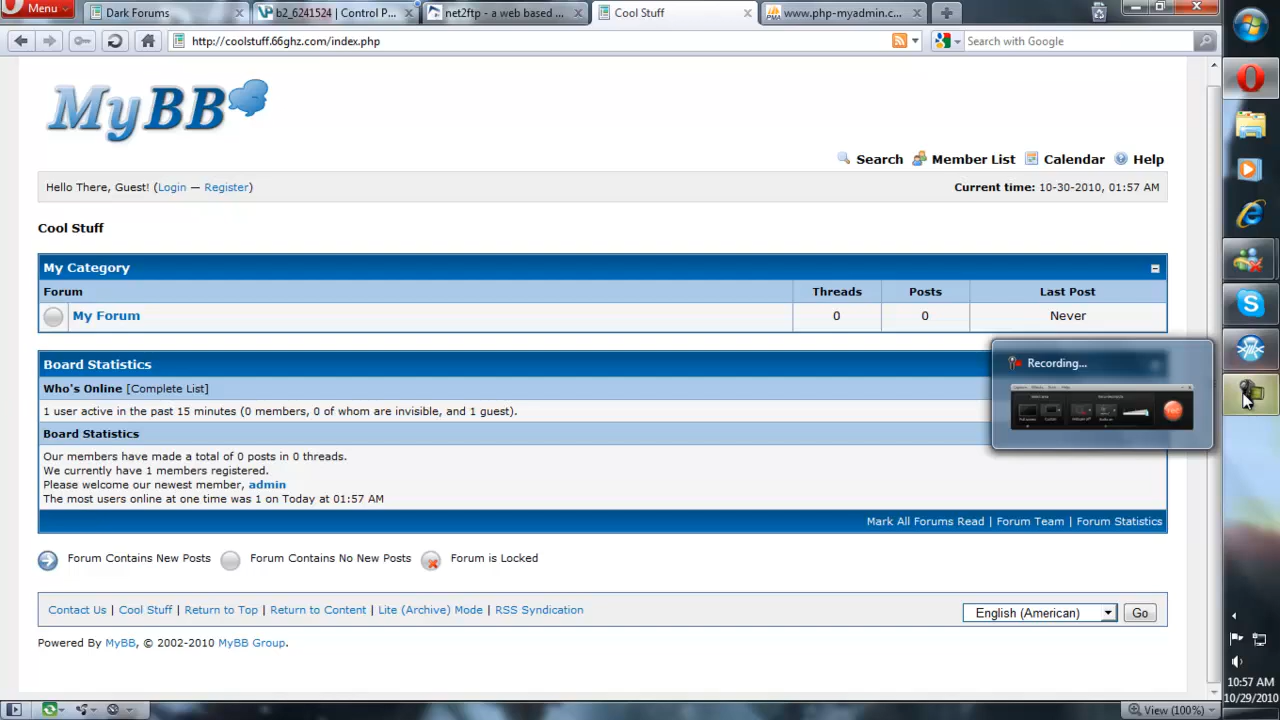 Menu
Dark Forums
b2_6241524 | Control P...
net2ftp - a web based ...
Cool Stuff
www.php-myadmin.c...
http://coolstuff.66ghz.com/index.php
Search with Google
MyBB
Search Member List Calendar Help
Hello There, Guest! (Login — Register)
Current time: 10-30-2010, 01:57 AM
Cool Stuff
My Category
Forum Threads Posts Last Post
My Forum 0 0 Never
Board Statistics
Who's Online [Complete List]
1 user active in the past 15 minutes (0 members, 0 of whom are invisible, and 1 guest).
Board Statistics
Our members have made a total of 0 posts in 0 threads.
We currently have 1 members registered.
Please welcome our newest member, admin
The most users online at one time was 1 on Today at 01:57 AM
Mark All Forums Read | Forum Team | Forum Statistics
Recording...
Forum Contains New Posts Forum Contains No New Posts Forum is Locked
Contact Us | Cool Stuff | Return to Top | Return to Content | Lite (Archive) Mode | RSS Syndication
English (American) Go
Powered By MyBB, © 2002-2010 MyBB Group.
View (100%)
10:57 AM
10/29/2010